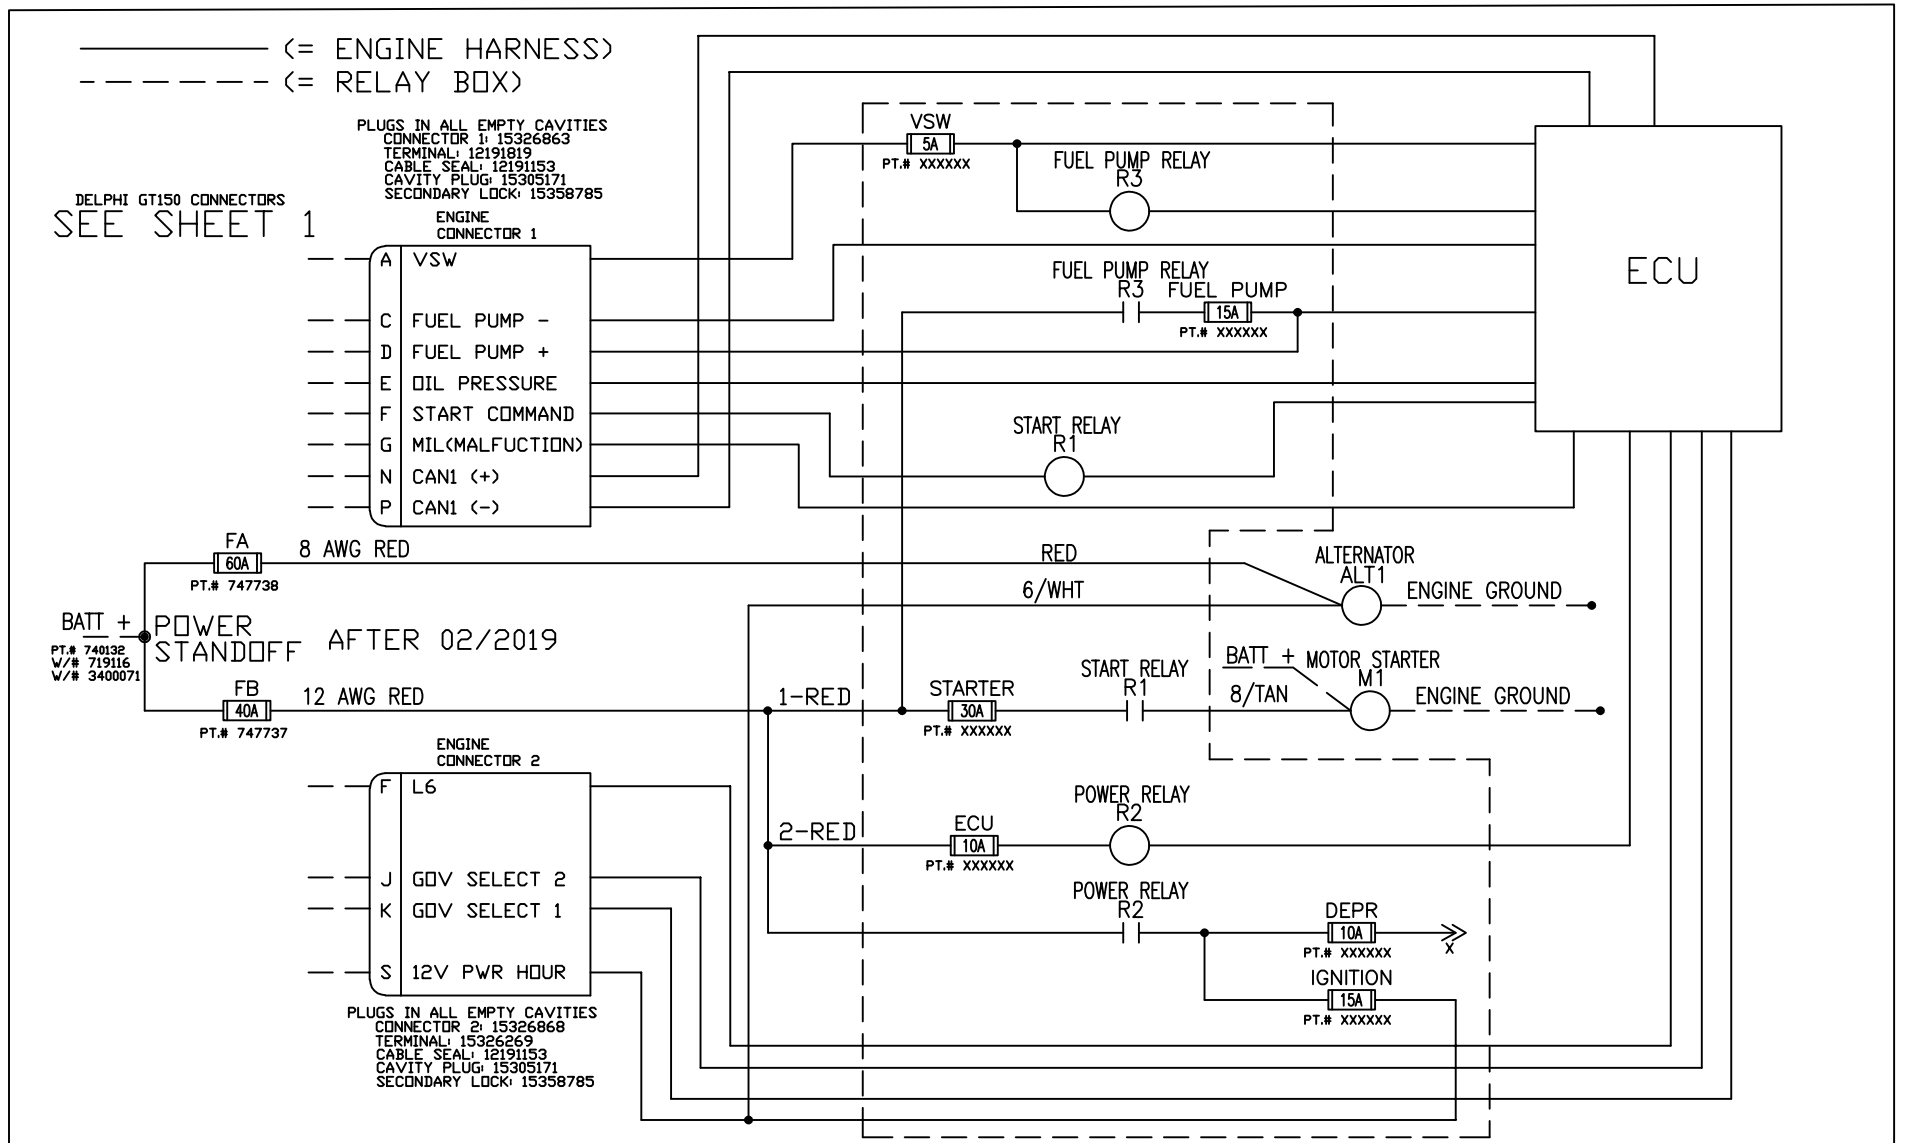 (= ENGINE HARNESS)
(= RELAY BOX)
PLUGS IN ALL EMPTY CAVITIES
CONNECTOR 1: 15326863
TERMINAL: 12191819
CABLE SEAL: 12191153
CAVITY PLUG: 15305171
SECONDARY LOCK: 15358785
DELPHI GT150 CONNECTORS
SEE SHEET 1
ENGINE
CONNECTOR 1
A VSW
C FUEL PUMP -
D FUEL PUMP +
E OIL PRESSURE
F START COMMAND
G MIL(MALFUCTION)
N CAN1 (+)
P CAN1 (-)
VSW
5A
PT.# XXXXXX
FUEL PUMP RELAY
R3
FUEL PUMP RELAY
R3
FUEL PUMP
15A
PT.# XXXXXX
START RELAY
R1
ECU
FA
60A
PT.# 747738
8 AWG RED
RED
6/WHT
ALTERNATOR
ALT1
ENGINE GROUND
BATT +
PT.# 740132
W/# 719116
W/# 3400071
POWER
STANDOFF
AFTER 02/2019
FB
40A
PT.# 747737
12 AWG RED
1-RED
STARTER
30A
PT.# XXXXXX
START RELAY
R1
BATT +
8/TAN
MOTOR STARTER
M1
ENGINE GROUND
ENGINE
CONNECTOR 2
F L6
J GOV SELECT 2
K GOV SELECT 1
S 12V PWR HOUR
PLUGS IN ALL EMPTY CAVITIES
CONNECTOR 2: 15326868
TERMINAL: 15326269
CABLE SEAL: 12191153
CAVITY PLUG: 15305171
SECONDARY LOCK: 15358785
2-RED
ECU
10A
PT.# XXXXXX
POWER RELAY
R2
POWER RELAY
R2
DEPR
10A
PT.# XXXXXX
X
IGNITION
15A
PT.# XXXXXX